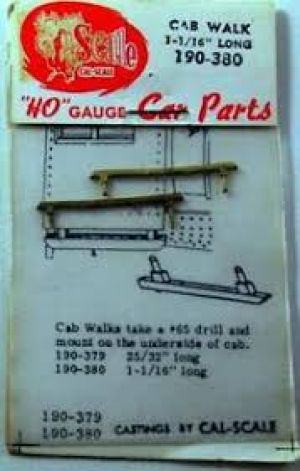 Cal Scale
CAL-SCALE
CAB WALK
1-1/16" LONG
190-380
"HO" GAUGE Car Parts
Cab Walks take a #65 drill and
mount on the underside of cab.
190-379 25/32" long
190-380 1-1/16" long
190-379
190-380 CASTINGS BY CAL-SCALE